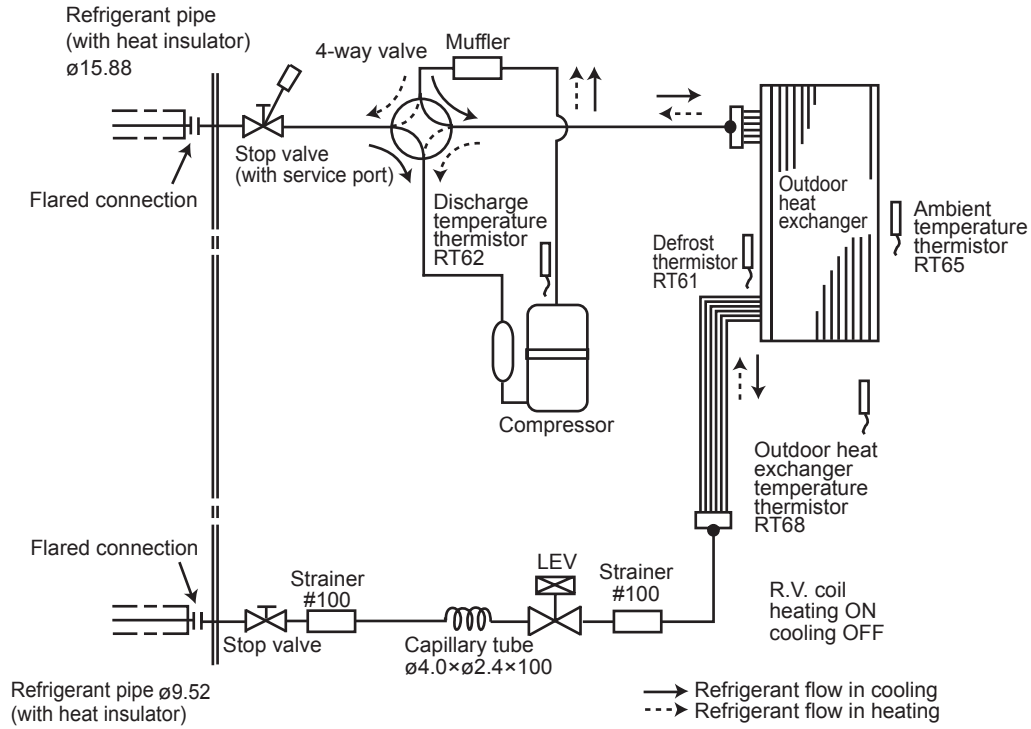 Refrigerant pipe
(with heat insulator)
ø15.88
4-way valve
Muffler
Stop valve
(with service port)
Flared connection
Discharge
temperature
thermistor
RT62
Outdoor
heat
exchanger
Ambient
temperature
thermistor
RT65
Defrost
thermistor
RT61
Compressor
Outdoor heat
exchanger
temperature
thermistor
RT68
Flared connection
Strainer
#100
LEV
Strainer
#100
R.V. coil
heating ON
cooling OFF
Stop valve
Capillary tube
ø4.0×ø2.4×100
Refrigerant pipe ø9.52
(with heat insulator)
Refrigerant flow in cooling
Refrigerant flow in heating